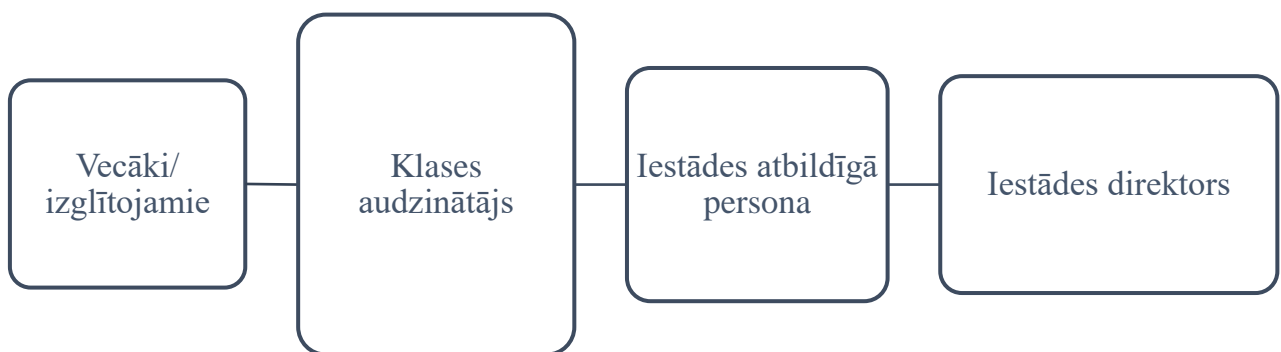 Vecāki/
izglītojamie
Klases
audzinātājs
Iestādes atbildīgā
persona
Iestādes direktors